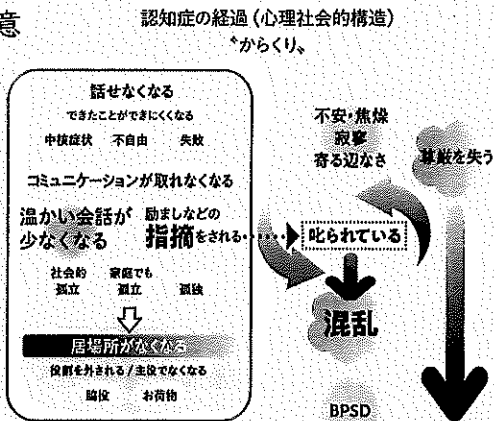 意
認知症の経過 (心理社会的構造)
〝からくり〟
話せなくなる
できたことができにくくなる
中核症状 不自由 失敗
コミュニケーションが取れなくなる
温かい会話が
少なくなる
励ましなどの
指摘をされる
社会的
孤立
家庭でも
孤立
孤独
居場所がなくなる
役割を外される / 主役でなくなる
脇役 お荷物
不安・焦燥
寂寥
寄る辺なさ
尊厳を失う
叱られている
混乱
BPSD